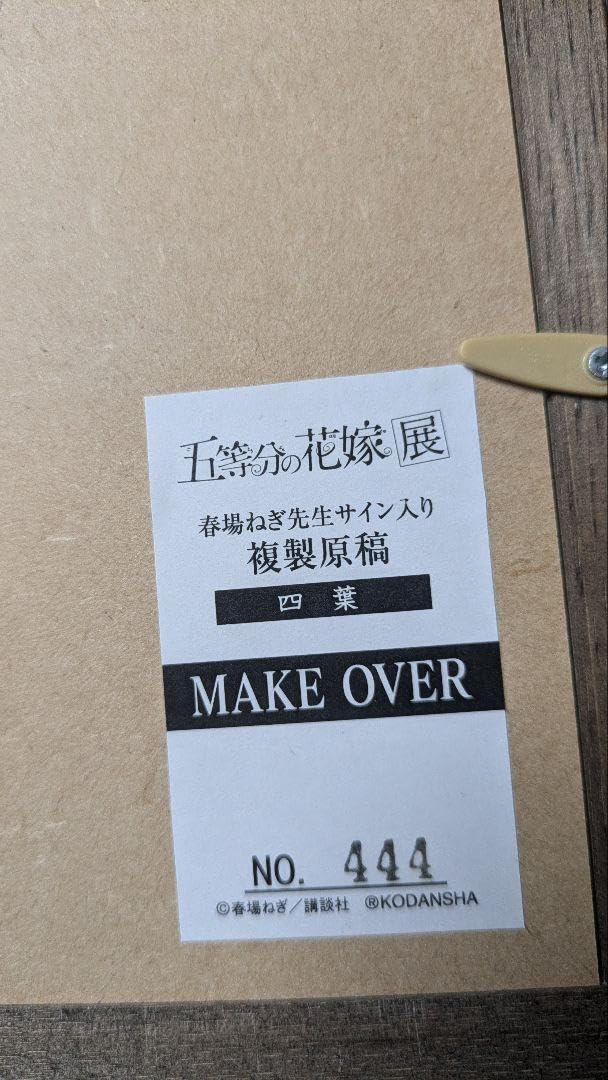 五等分の花嫁展
春場ねぎ先生サイン入り
複製原稿
四葉
MAKE OVER
NO. 444
©春場ねぎ/講談社 ®KODANSHA